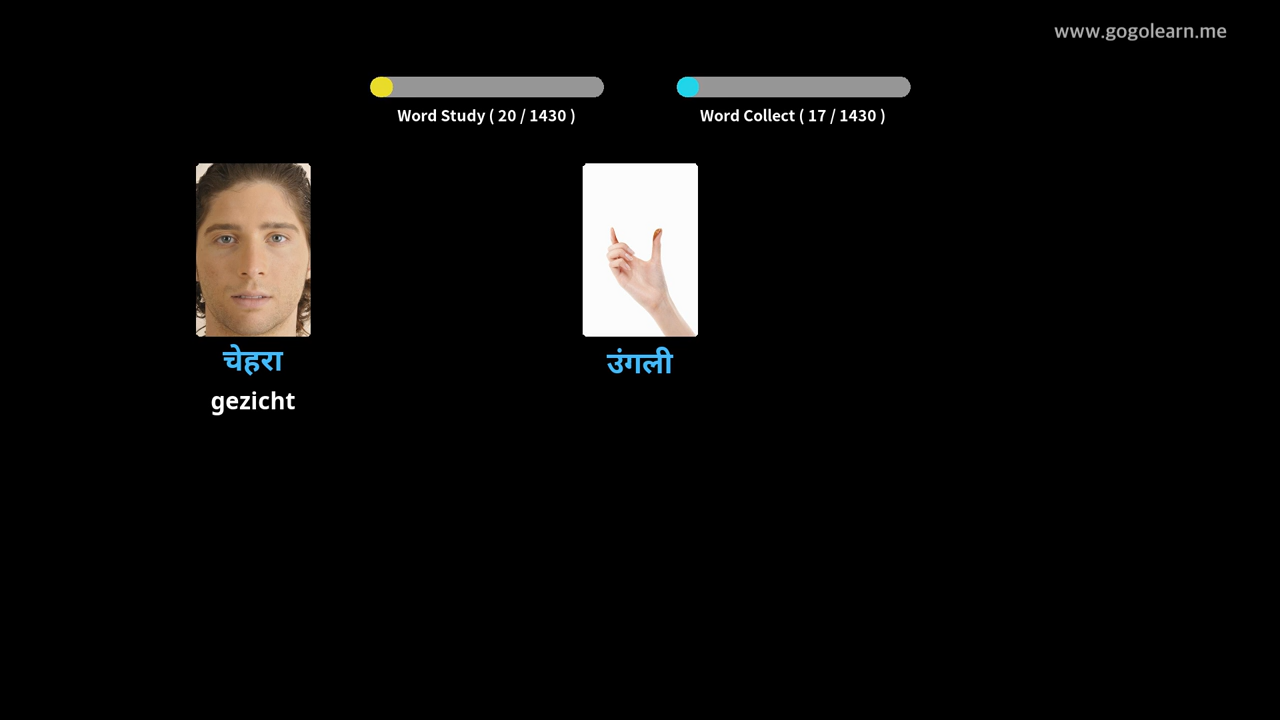 www.gogolearn.me
Word Study ( 20 / 1430 )
Word Collect ( 17 / 1430 )
चेहरा
gezicht
उंगली